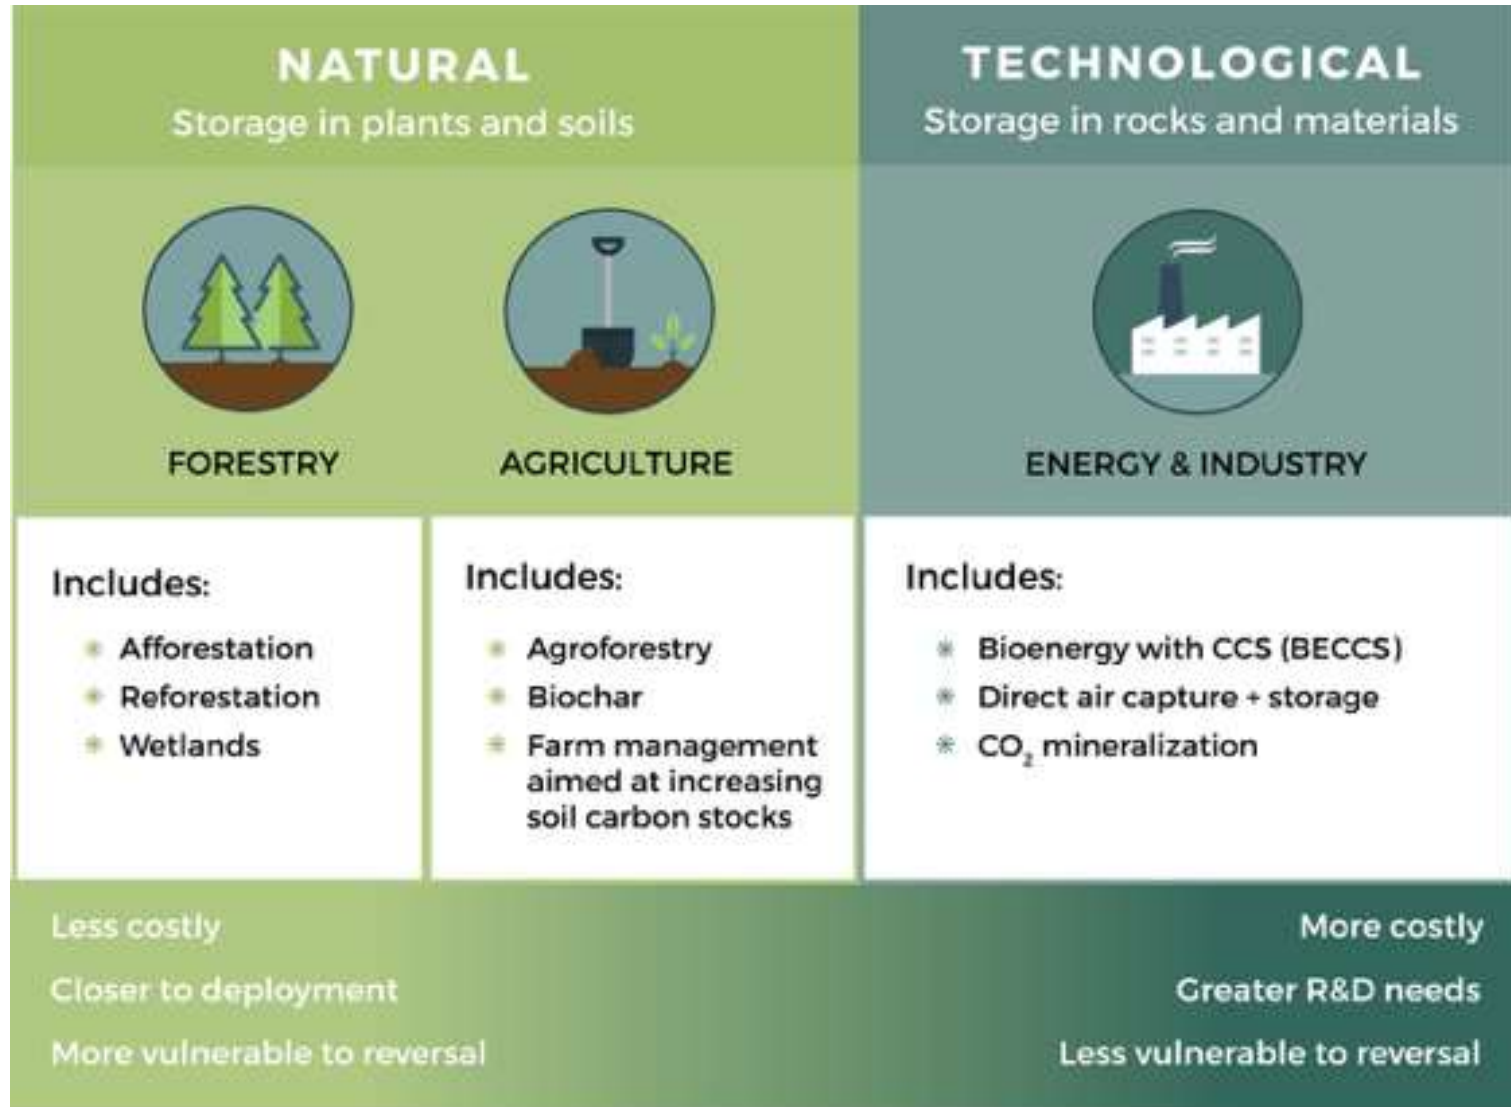 NATURAL
Storage in plants and soils
TECHNOLOGICAL
Storage in rocks and materials
FORESTRY
AGRICULTURE
ENERGY & INDUSTRY
Includes:
Afforestation
Reforestation
Wetlands
Includes:
Agroforestry
Biochar
Farm management
aimed at increasing
soil carbon stocks
Includes:
Bioenergy with CCS (BECCS)
Direct air capture + storage
CO₂ mineralization
Less costly
Closer to deployment
More vulnerable to reversal
More costly
Greater R&D needs
Less vulnerable to reversal